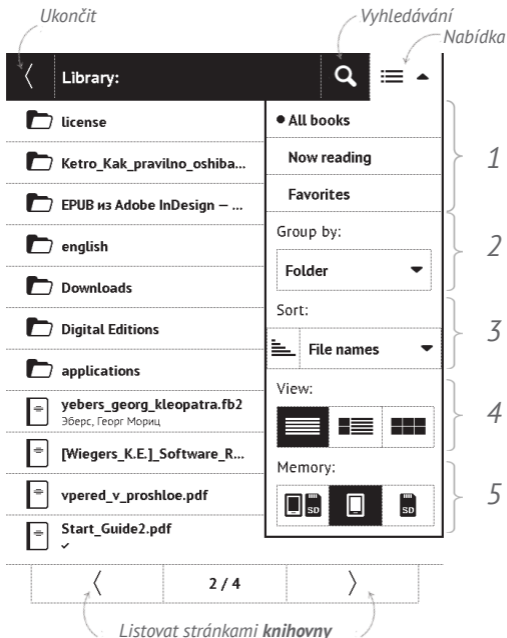 Ukončit
Vyhledávání
Nabídka
Library:
license
Ketro_Kak_pravilno_oshiba...
EPUB из Adobe InDesign — ...
english
Downloads
Digital Editions
applications
yebers_georg_kleopatra.fb2
Эберс, Георг Мориц
[Wiegers_K.E.]_Software_R...
vpered_v_proshloe.pdf
Start_Guide2.pdf
All books
Now reading
Favorites
1
Group by:
Folder
2
Sort:
File names
3
View:
4
Memory:
SD
SD
5
2 / 4
Listovat stránkami knihovny